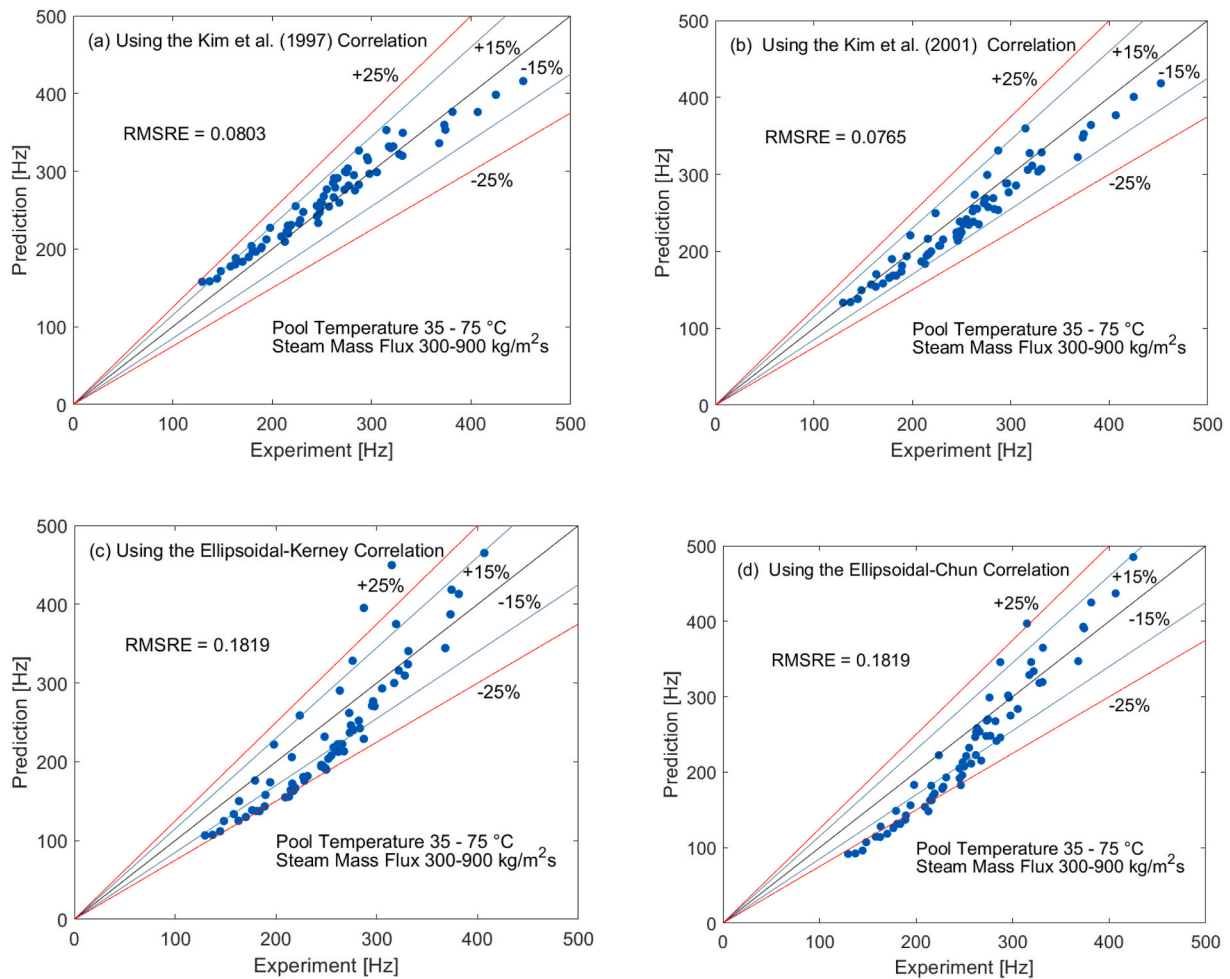 (a) Using the Kim et al. (1997) Correlation
+25%
+15%
-15%
-25%
RMSRE = 0.0803
Pool Temperature 35 - 75 °C
Steam Mass Flux 300-900 kg/m²s
Prediction [Hz]
500
400
300
200
100
0
0 100 200 300 400 500
Experiment [Hz]
(b) Using the Kim et al. (2001) Correlation
+25%
+15%
-15%
-25%
RMSRE = 0.0765
Pool Temperature 35 - 75 °C
Steam Mass Flux 300-900 kg/m²s
Prediction [Hz]
500
400
300
200
100
0
0 100 200 300 400 500
Experiment [Hz]
(c) Using the Ellipsoidal-Kerney Correlation
+25%
+15%
-15%
-25%
RMSRE = 0.1819
Pool Temperature 35 - 75 °C
Steam Mass Flux 300-900 kg/m²s
Prediction [Hz]
500
400
300
200
100
0
0 100 200 300 400 500
Experiment [Hz]
(d) Using the Ellipsoidal-Chun Correlation
+25%
+15%
-15%
-25%
RMSRE = 0.1819
Pool Temperature 35 - 75 °C
Steam Mass Flux 300-900 kg/m²s
Prediction [Hz]
500
400
300
200
100
0
0 100 200 300 400 500
Experiment [Hz]